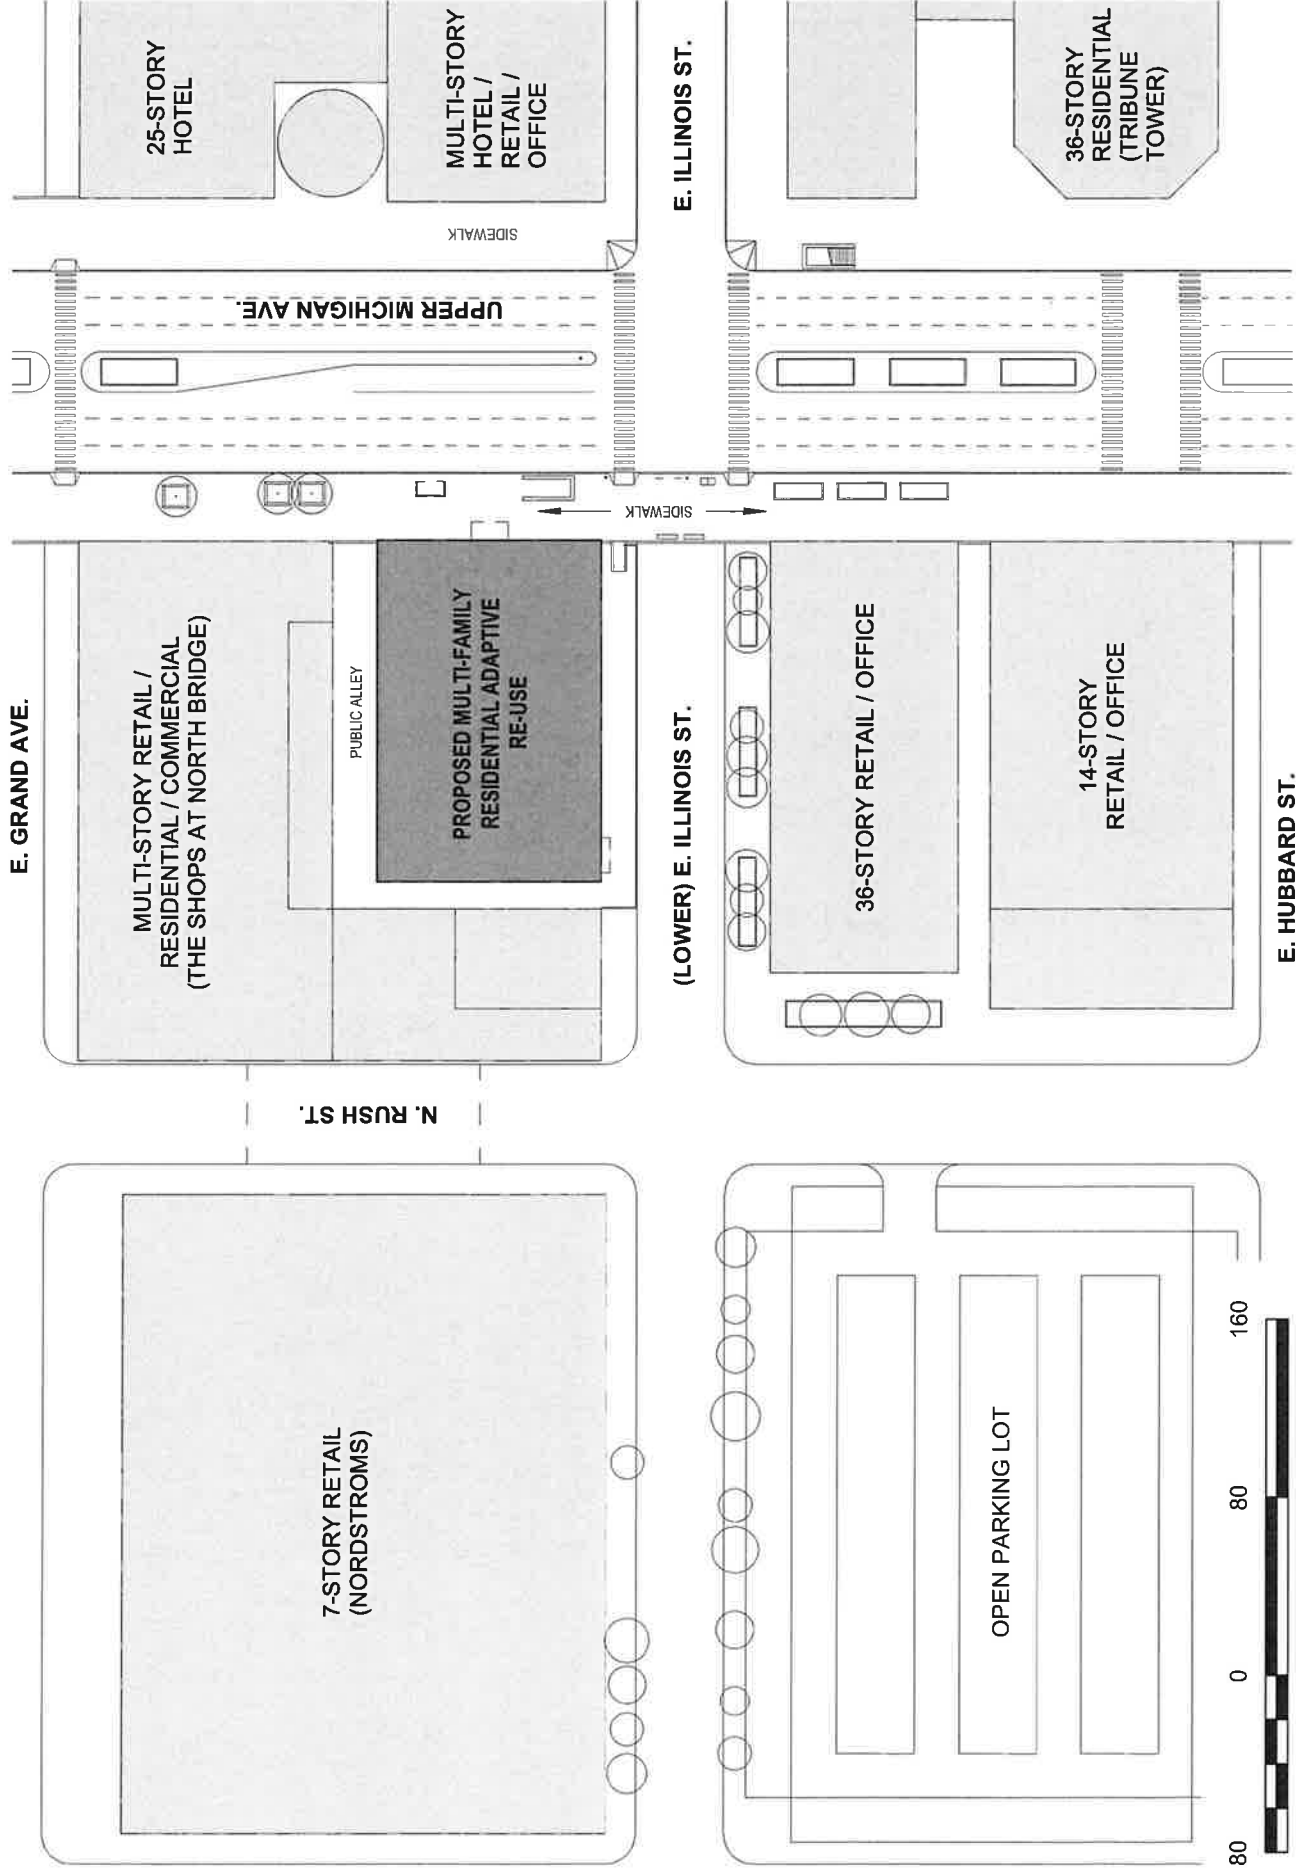 E. GRAND AVE.
N. RUSH ST.
7-STORY RETAIL
(NORDSTROMS)
MULTI-STORY RETAIL /
RESIDENTIAL / COMMERCIAL
(THE SHOPS AT NORTH BRIDGE)
PUBLIC ALLEY
PROPOSED MULTI-FAMILY
RESIDENTIAL ADAPTIVE
RE-USE
UPPER MICHIGAN AVE.
SIDEWALK
25-STORY
HOTEL
MULTI-STORY
HOTEL /
RETAIL /
OFFICE
(LOWER) E. ILLINOIS ST.
SIDEWALK
E. ILLINOIS ST.
OPEN PARKING LOT
36-STORY RETAIL / OFFICE
14-STORY
RETAIL / OFFICE
36-STORY
RESIDENTIAL
(TRIBUNE
TOWER)
80
0
80
160
E. HUBBARD ST.